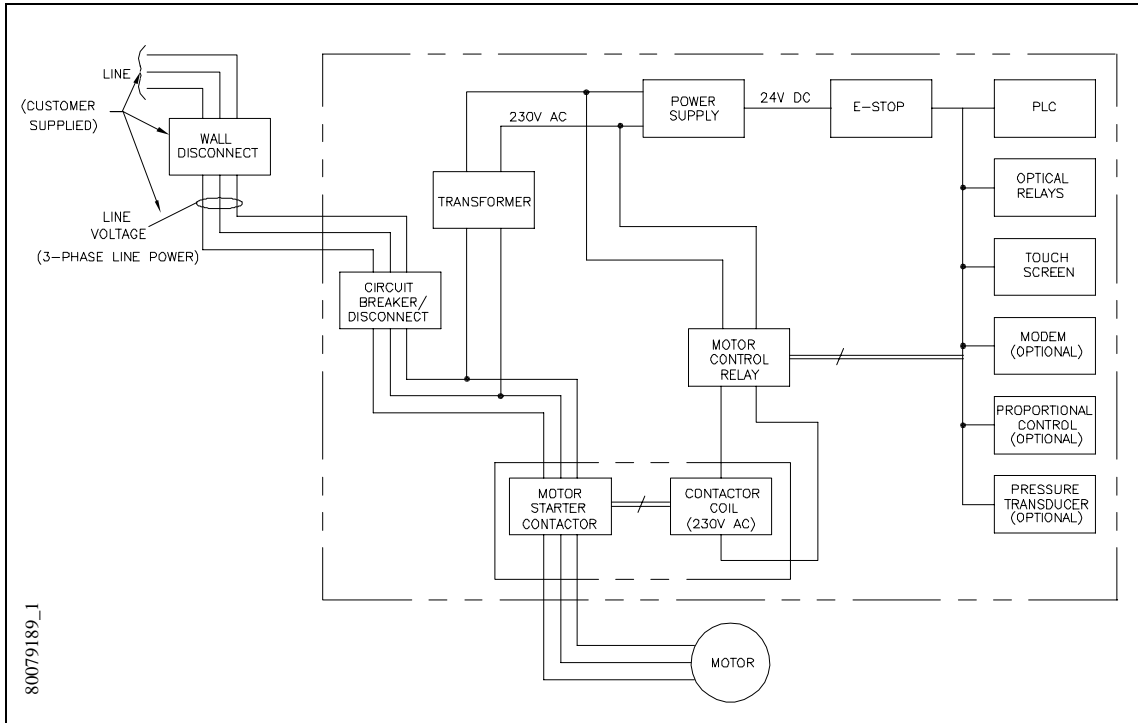 LINE
(CUSTOMER
SUPPLIED)
WALL
DISCONNECT
LINE
VOLTAGE
(3-PHASE LINE POWER)
230V AC
TRANSFORMER
POWER
SUPPLY
24V DC
E-STOP
PLC
OPTICAL
RELAYS
TOUCH
SCREEN
MODEM
(OPTIONAL)
PROPORTIONAL
CONTROL
(OPTIONAL)
PRESSURE
TRANSDUCER
(OPTIONAL)
CIRCUIT
BREAKER/
DISCONNECT
MOTOR
CONTROL
RELAY
MOTOR
STARTER
CONTACTOR
CONTACTOR
COIL
(230V AC)
MOTOR
80079189_1